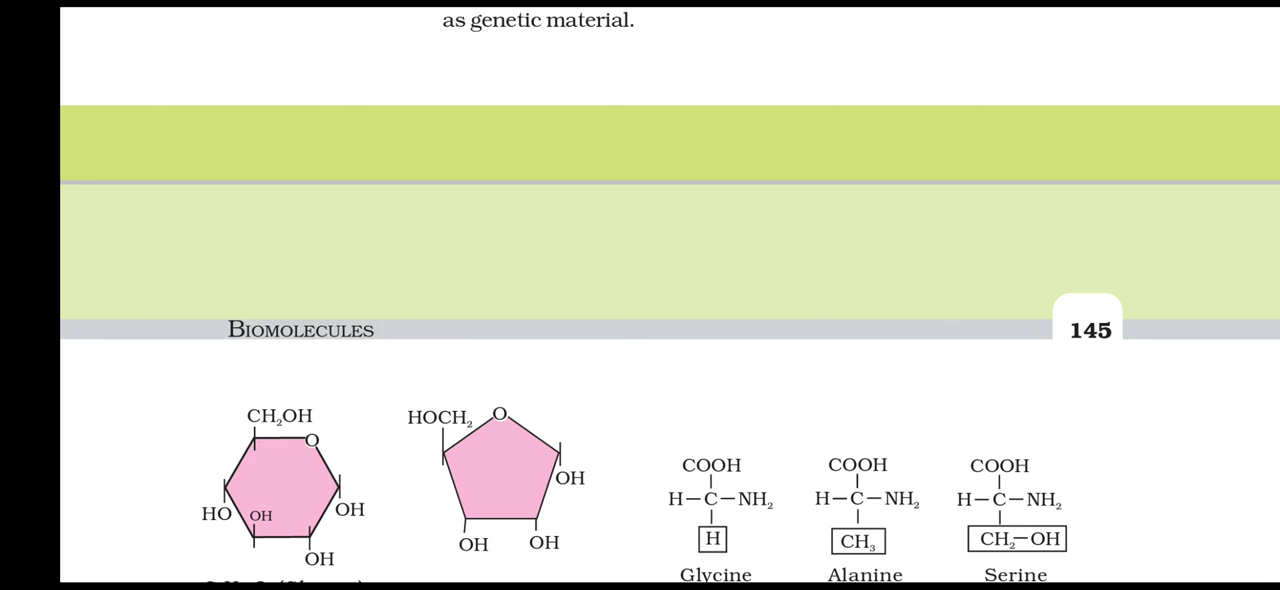 as genetic material.
BIOMOLECULES
145
CH₂OH
O
HO
OH
OH
OH
HOCH₂
O
OH
OH
OH
COOH
H–C–NH₂
H
Glycine
COOH
H–C–NH₂
CH₃
Alanine
COOH
H–C–NH₂
CH₂–OH
Serine